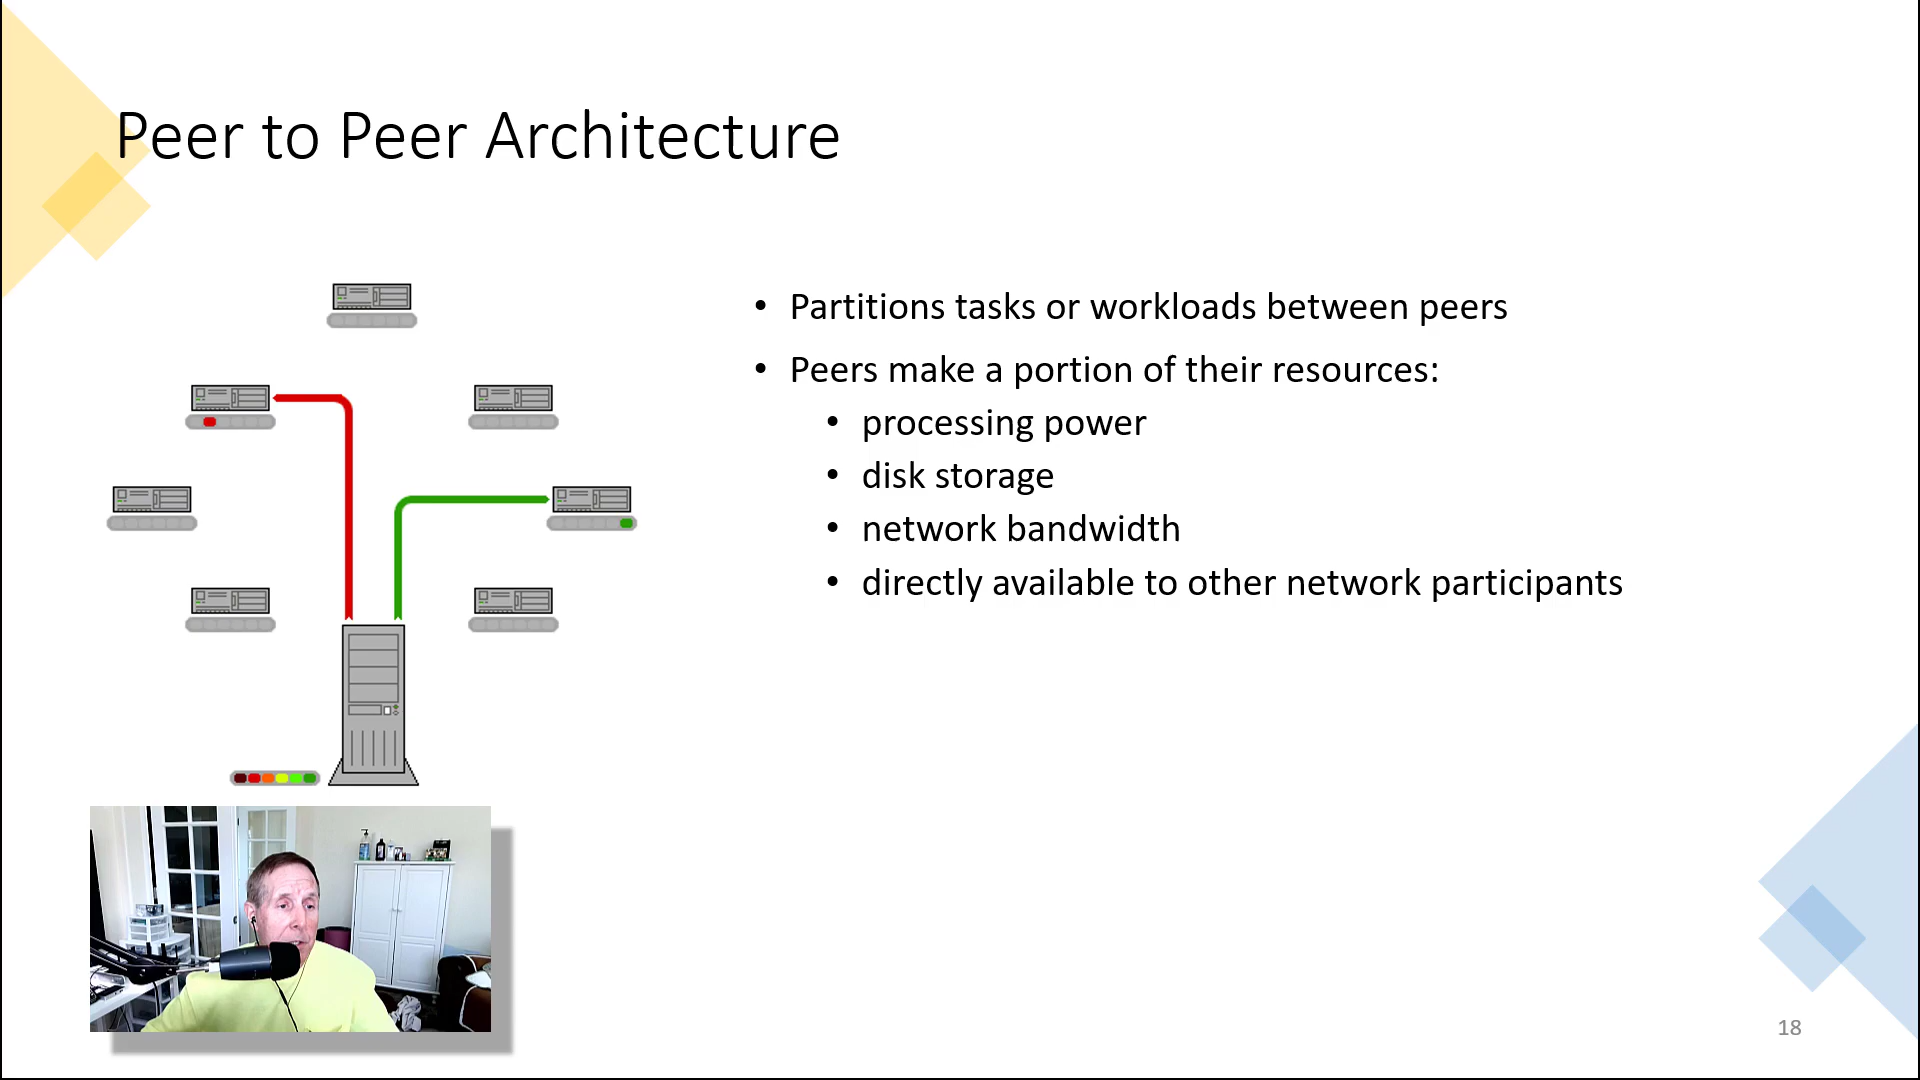 Peer to Peer Architecture
• Partitions tasks or workloads between peers
• Peers make a portion of their resources:
• processing power
• disk storage
• network bandwidth
• directly available to other network participants
18